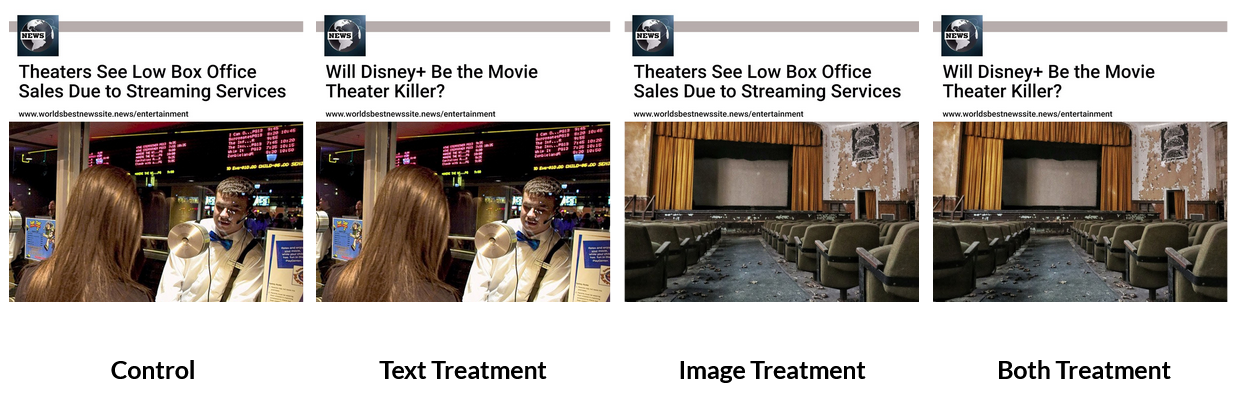 NEWS
Theaters See Low Box Office
Sales Due to Streaming Services
www.worldsbestnewssite.news/entertainment
Control
NEWS
Will Disney+ Be the Movie
Theater Killer?
www.worldsbestnewssite.news/entertainment
Text Treatment
NEWS
Theaters See Low Box Office
Sales Due to Streaming Services
www.worldsbestnewssite.news/entertainment
Image Treatment
NEWS
Will Disney+ Be the Movie
Theater Killer?
www.worldsbestnewssite.news/entertainment
Both Treatment